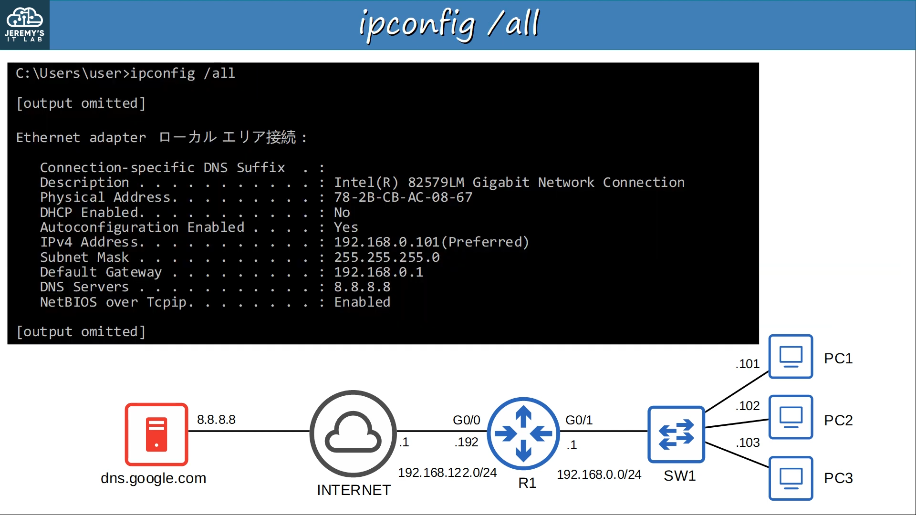 JEREMY'S
IT LAB
ipconfig /all
C:\Users\user>ipconfig /all
[output omitted]
Ethernet adapter ローカル エリア接続 :
Connection-specific DNS Suffix . :
Description . . . . . . . . . . . : Intel(R) 82579LM Gigabit Network Connection
Physical Address. . . . . . . . . : 78-2B-CB-AC-08-67
DHCP Enabled. . . . . . . . . . . : No
Autoconfiguration Enabled . . . . : Yes
IPv4 Address. . . . . . . . . . . : 192.168.0.101(Preferred)
Subnet Mask . . . . . . . . . . . : 255.255.255.0
Default Gateway . . . . . . . . . : 192.168.0.1
DNS Servers . . . . . . . . . . . : 8.8.8.8
NetBIOS over Tcpip. . . . . . . . : Enabled
[output omitted]
8.8.8.8
dns.google.com
INTERNET
.1
G0/0
.192
192.168.122.0/24
R1
G0/1
.1
192.168.0.0/24
SW1
.101
PC1
.102
PC2
.103
PC3